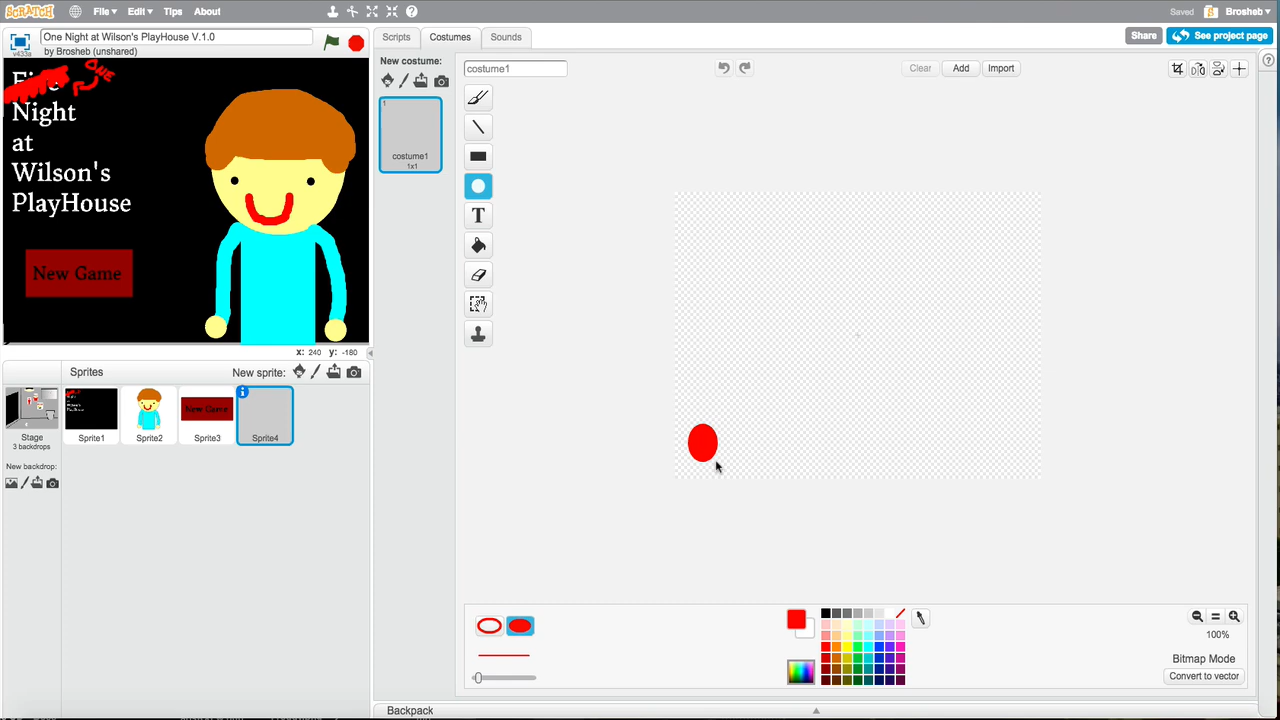 SCRATCH File Edit Tips About Saved Brosheb
One Night at Wilson's PlayHouse V.1.0
by Brosheb (unshared)
v433a
Scripts Costumes Sounds Share See project page
New costume:
costume1
Clear Add Import
1
costume1
1x1
T
ONE
Night
at
Wilson's
PlayHouse
New Game
x: 240 y: -180
Sprites New sprite:
Stage
3 backdrops
Sprite1
Sprite2
New Game
Sprite3
Sprite4
New backdrop:
100%
Bitmap Mode
Convert to vector
Backpack